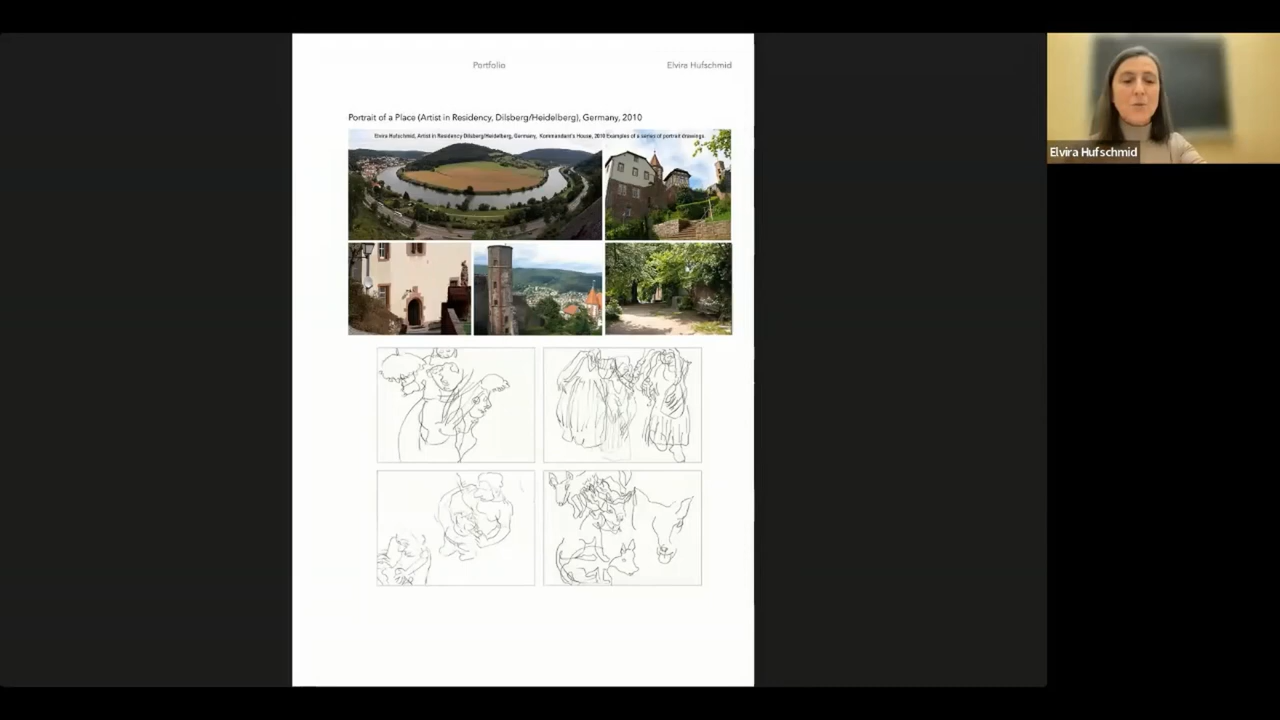 Portfolio
Elvira Hufschmid
Portrait of a Place (Artist in Residency, Dilsberg/Heidelberg), Germany, 2010
Elvira Hufschmid, Artist in Residency Dilsberg/Heidelberg, Germany, Kommandant's House, 2010 Examples of a series of portrait drawings
Elvira Hufschmid